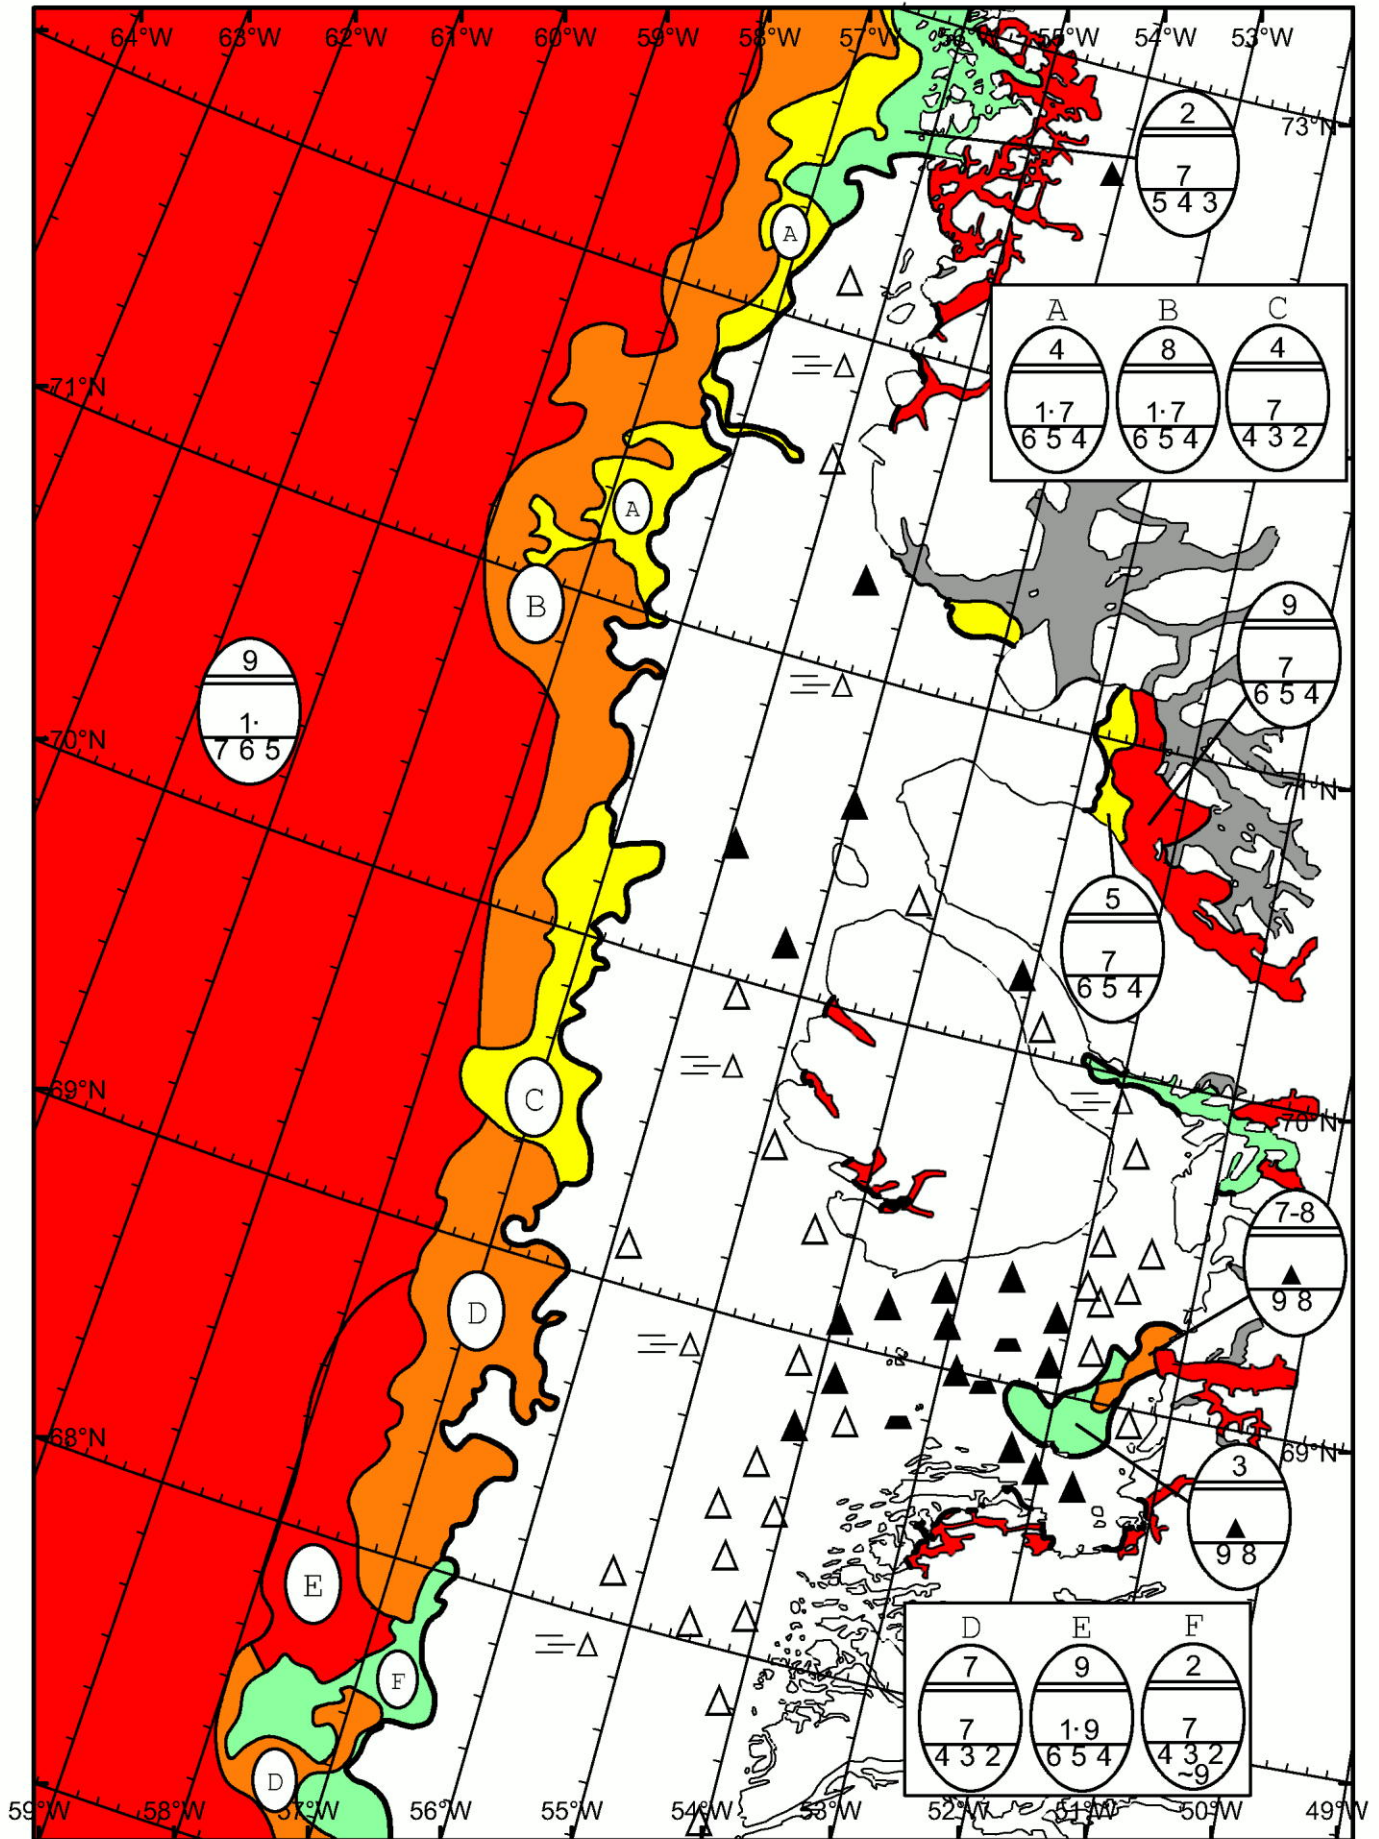 64°W 63°W 62°W 61°W 60°W 59°W 58°W 57°W 56°W 55°W 54°W 53°W
73°N
2
7
5 4 3
A
A B C
4 8 4
1· 7 1· 7 7
6 5 4 6 5 4 4 3 2
71°N
A
B
9
7
6 5 4
9
1·
7 6 5
70°N
71°N
5
7
6 5 4
C
69°N
70°N
7-8
9 8
D
68°N
69°N
3
9 8
E
F
D E F
7 9 2
7 1· 9 7
4 3 2 6 5 4 4 3 2
~9
D
59°W 58°W 57°W 56°W 55°W 54°W 53°W 52°W 51°W 50°W 49°W